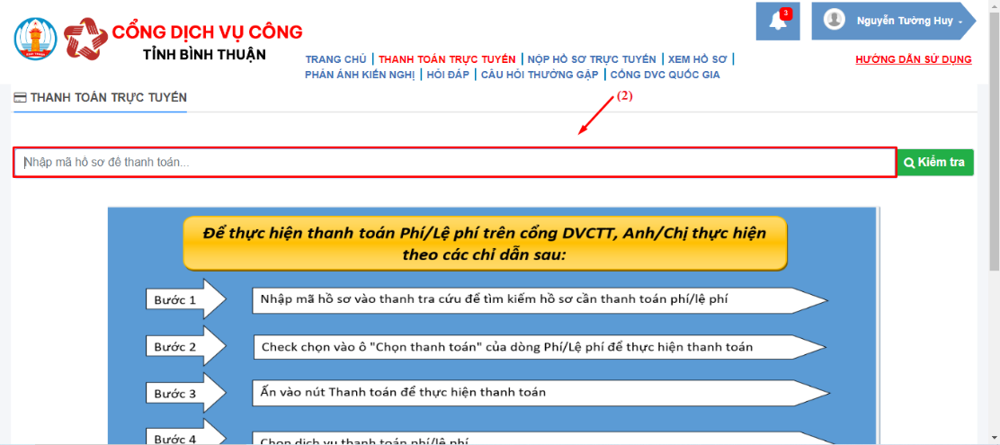 CỔNG DỊCH VỤ CÔNG
TỈNH BÌNH THUẬN
3
Nguyễn Tường Huy
TRANG CHỦ | THANH TOÁN TRỰC TUYẾN | NỘP HỒ SƠ TRỰC TUYẾN | XEM HỒ SƠ |
PHẢN ÁNH KIẾN NGHỊ | HỎI ĐÁP | CÂU HỎI THƯỜNG GẶP | CỔNG DVC QUỐC GIA
HƯỚNG DẪN SỬ DỤNG
THANH TOÁN TRỰC TUYẾN
(2)
Nhập mã hồ sơ để thanh toán...
Kiểm tra
Để thực hiện thanh toán Phí/Lệ phí trên cổng DVCTT, Anh/Chị thực hiện
theo các chỉ dẫn sau:
Bước 1
Nhập mã hồ sơ vào thanh tra cứu để tìm kiếm hồ sơ cần thanh toán phí/lệ phí
Bước 2
Check chọn vào ô "Chọn thanh toán" của dòng Phí/Lệ phí để thực hiện thanh toán
Bước 3
Ấn vào nút Thanh toán để thực hiện thanh toán
Bước 4
Chọn dịch vụ thanh toán phí/lệ phí